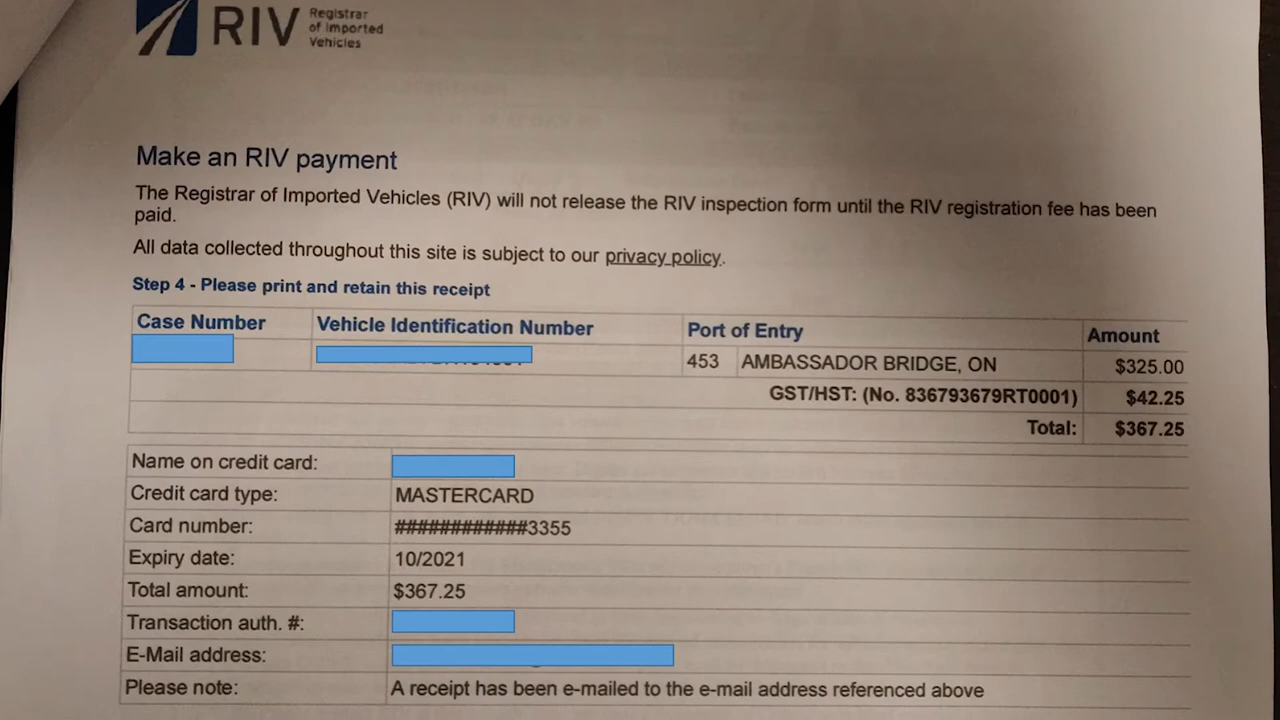 RIV Registrar
of Imported
Vehicles
Make an RIV payment
The Registrar of Imported Vehicles (RIV) will not release the RIV inspection form until the RIV registration fee has been
paid.
All data collected throughout this site is subject to our privacy policy.
Step 4 - Please print and retain this receipt
Case Number Vehicle Identification Number Port of Entry Amount
453 AMBASSADOR BRIDGE, ON $325.00
GST/HST: (No. 836793679RT0001) $42.25
Total: $367.25
Name on credit card:
Credit card type: MASTERCARD
Card number: ############3355
Expiry date: 10/2021
Total amount: $367.25
Transaction auth. #:
E-Mail address:
Please note: A receipt has been e-mailed to the e-mail address referenced above